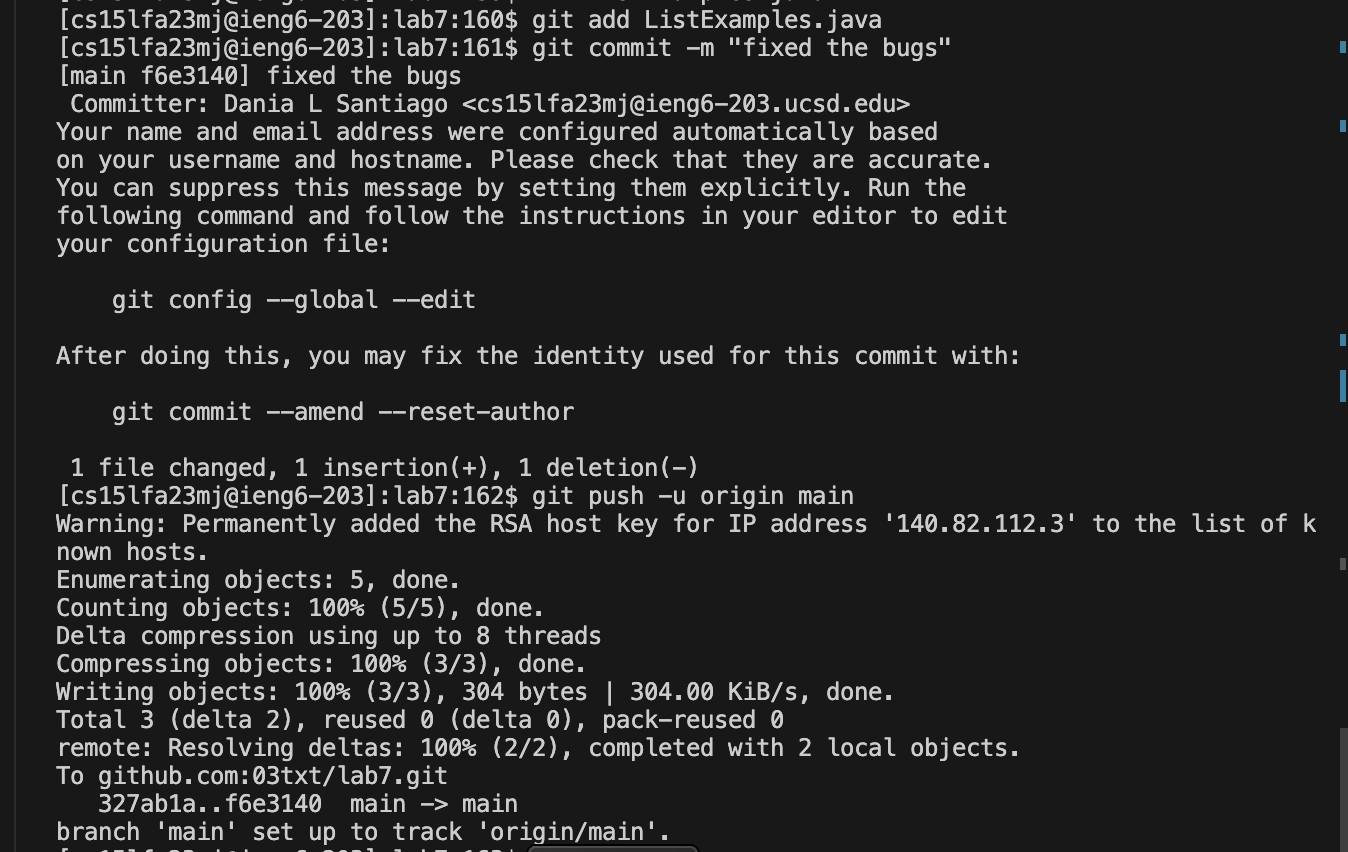 [cs15lfa23mj@ieng6-203]:lab7:160$ git add ListExamples.java
[cs15lfa23mj@ieng6-203]:lab7:161$ git commit -m "fixed the bugs"
[main f6e3140] fixed the bugs
 Committer: Dania L Santiago <cs15lfa23mj@ieng6-203.ucsd.edu>
Your name and email address were configured automatically based
on your username and hostname. Please check that they are accurate.
You can suppress this message by setting them explicitly. Run the
following command and follow the instructions in your editor to edit
your configuration file:

    git config --global --edit

After doing this, you may fix the identity used for this commit with:

    git commit --amend --reset-author

 1 file changed, 1 insertion(+), 1 deletion(-)
[cs15lfa23mj@ieng6-203]:lab7:162$ git push -u origin main
Warning: Permanently added the RSA host key for IP address '140.82.112.3' to the list of k
nown hosts.
Enumerating objects: 5, done.
Counting objects: 100% (5/5), done.
Delta compression using up to 8 threads
Compressing objects: 100% (3/3), done.
Writing objects: 100% (3/3), 304 bytes | 304.00 KiB/s, done.
Total 3 (delta 2), reused 0 (delta 0), pack-reused 0
remote: Resolving deltas: 100% (2/2), completed with 2 local objects.
To github.com:03txt/lab7.git
   327ab1a..f6e3140  main -> main
branch 'main' set up to track 'origin/main'.